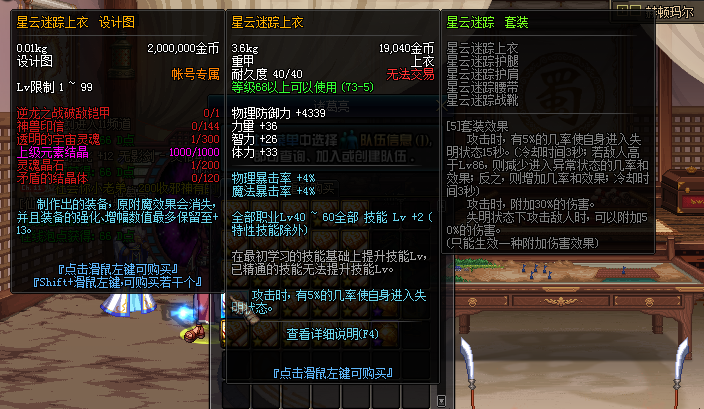 星云迷踪上衣 设计图
0.01kg 2,000,000金币
设计图
帐号专属
Lv限制 1 ~ 99
逆龙之战破敌铠甲 0/1
神兽印信 0/144
透明的宇宙灵魂 1/300
上级元素结晶 1000/1000
灵魂晶石 1/200
矛盾的结晶体 0/120
制作出的装备，原附魔效果会消失，
并且装备的强化、增幅数值最多保留至+
13。
『点击滑鼠左键可购买』
『Shift+滑鼠左键，可购买若干个』
星云迷踪上衣
3.6kg 19,040金币
重甲 上衣
耐久度 40/40 无法交易
等级68以上可以使用 (73-5)
物理防御力 +4339
力量 +36
智力 +26
体力 +33
物理暴击率 +4%
魔法暴击率 +4%
全部职业Lv40 ~ 60全部 技能 Lv +2 (
特性技能除外)
在最初学习的技能基础上提升技能Lv，
已精通的技能无法提升技能Lv。
攻击时，有5%的几率使自身进入失
明状态。
查看详细说明(F4)
『点击滑鼠左键可购买』
星云迷踪 套装
星云迷踪上衣
星云迷踪护腿
星云迷踪护肩
星云迷踪腰带
星云迷踪战靴
[5]套装效果
攻击时，有5%的几率使自身进入失
明状态15秒。(冷却时间3秒；若敌人高
于Lv86，则减少进入异常状态的几率和
效果；反之，则增加几率和效果；冷却时
间3秒)
攻击时，附加30%的伤害。
失明状态下攻击敌人时，可以附加5
0%的伤害。
(只能生效一种附加伤害效果)
赫顿玛尔
蜀